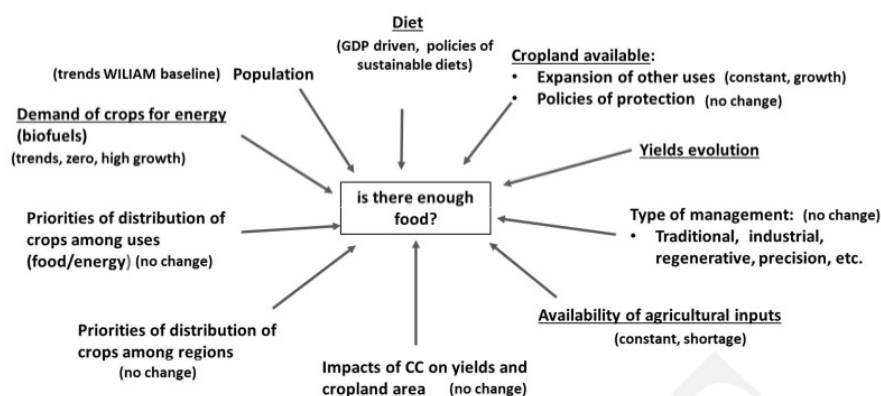 Diet
(GDP driven, policies of
sustainable diets)
Cropland available:
• Expansion of other uses (constant, growth)
• Policies of protection (no change)
(trends WILIAM baseline) Population
Demand of crops for energy
(biofuels)
(trends, zero, high growth)
Yields evolution
is there enough
food?
Priorities of distribution of
crops among uses
(food/energy) (no change)
Type of management: (no change)
• Traditional, industrial,
regenerative, precision, etc.
Availability of agricultural inputs
(constant, shortage)
Priorities of distribution of
crops among regions
(no change)
Impacts of CC on yields and
cropland area (no change)